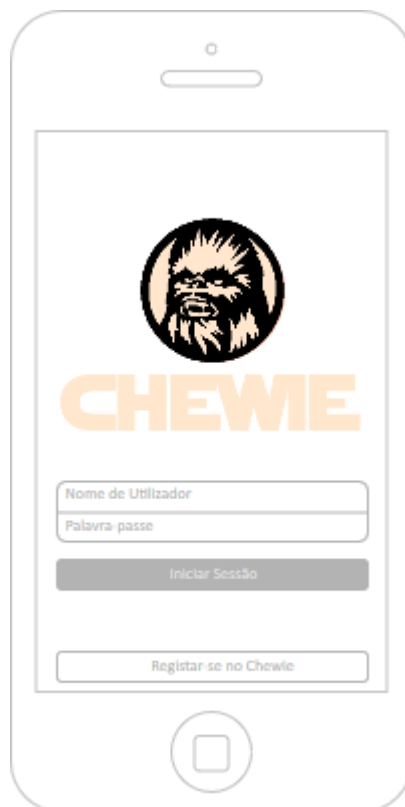 CHEWIE
Nome de Utilizador
Palavra-passe
Iniciar Sessão
Registar-se no Chewie